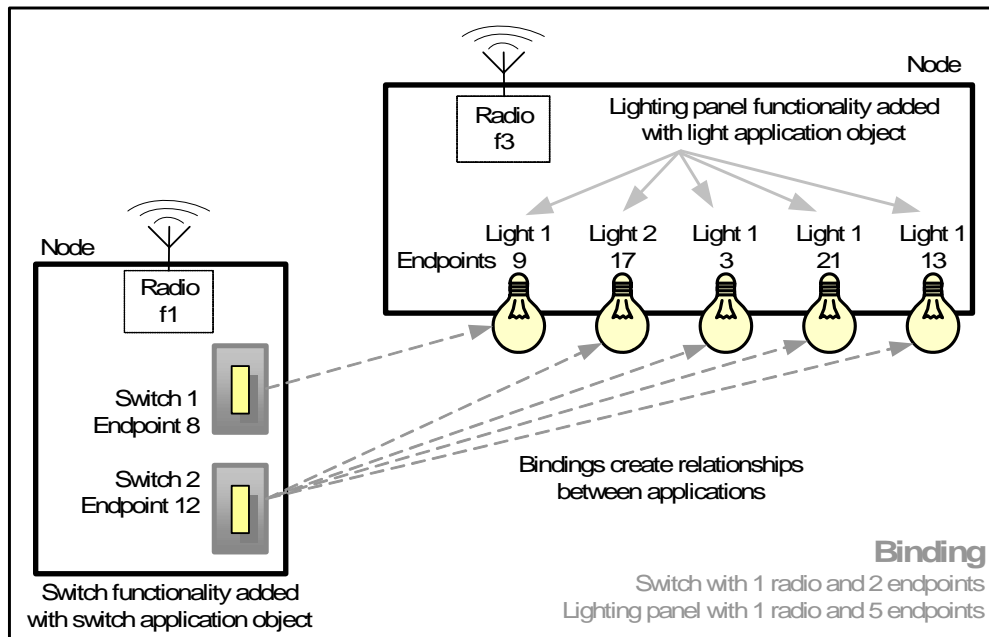 Node
Radio
f3
Lighting panel functionality added
with light application object
Light 1 Light 2 Light 1 Light 1 Light 1
Endpoints 9 17 3 21 13
Node
Radio
f1
Switch 1
Endpoint 8
Switch 2
Endpoint 12
Switch functionality added
with switch application object
Bindings create relationships
between applications
Binding
Switch with 1 radio and 2 endpoints
Lighting panel with 1 radio and 5 endpoints